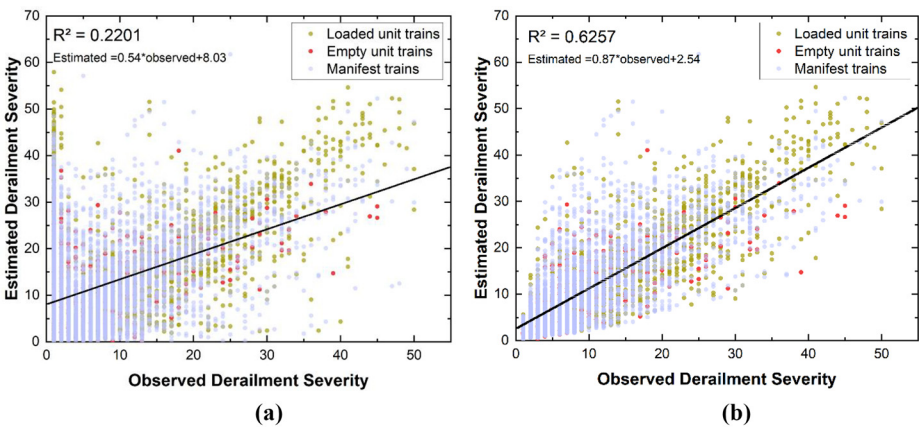 R² = 0.2201
Estimated =0.54*observed+8.03
Loaded unit trains
Empty unit trains
Manifest trains
Estimated Derailment Severity
70
60
50
40
30
20
10
0
0 10 20 30 40 50
Observed Derailment Severity
(a)
R² = 0.6257
Estimated =0.87*observed+2.54
Loaded unit trains
Empty unit trains
Manifest trains
Estimated Derailment Severity
70
60
50
40
30
20
10
0
0 10 20 30 40 50
Observed Derailment Severity
(b)